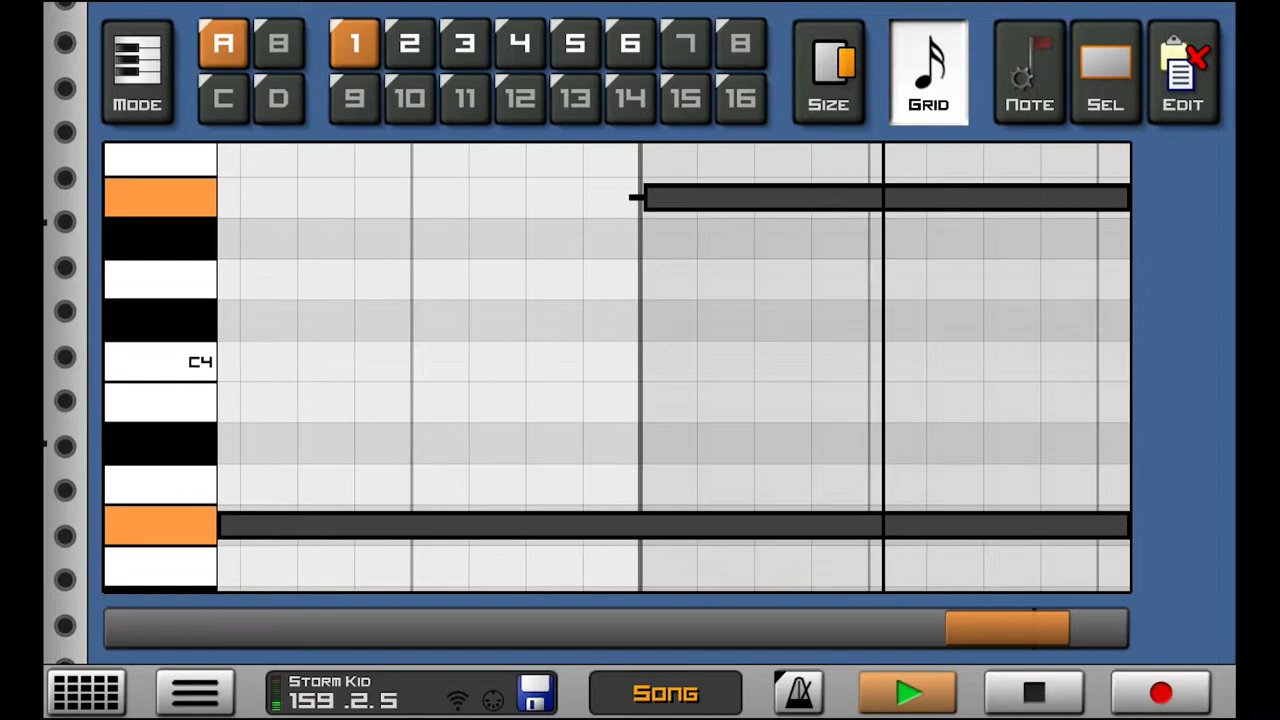 MODE
A B
C D
1 2 3 4 5 6 7 8
9 10 11 12 13 14 15 16
SIZE
GRID
NOTE
SEL
EDIT
C4
STORM KID
159 .2. 5
SONG